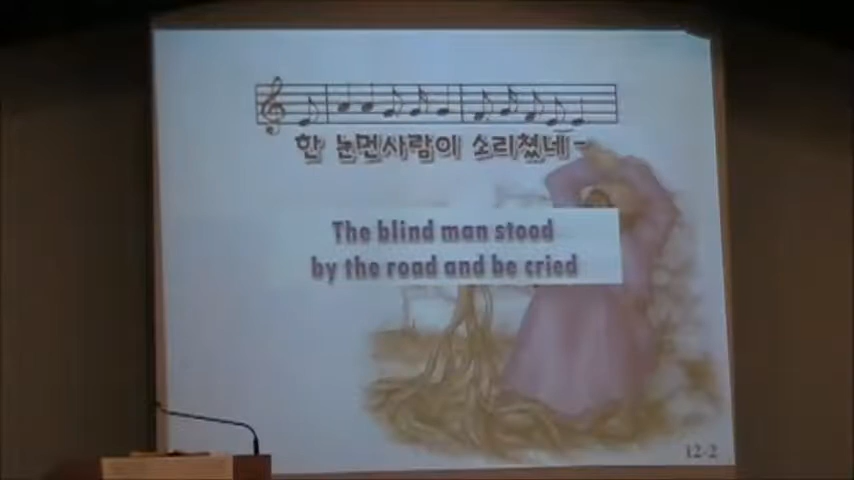 한 눈먼사람이 소리쳤네-
The blind man stood
by the road and be cried
12-2